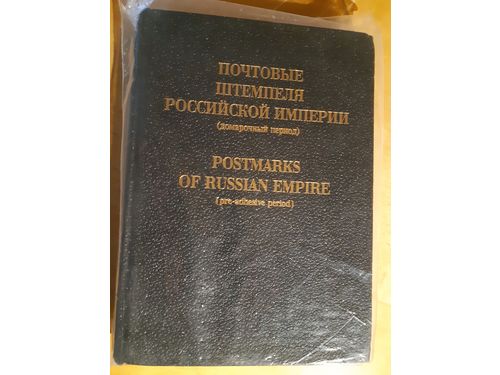 ПОЧТОВЫЕ
ШТЕМПЕЛЯ
РОССИЙСКОЙ ИМПЕРИИ
(домарочный период)
POSTMARKS
OF RUSSIAN EMPIRE
(pre-adhesive period)